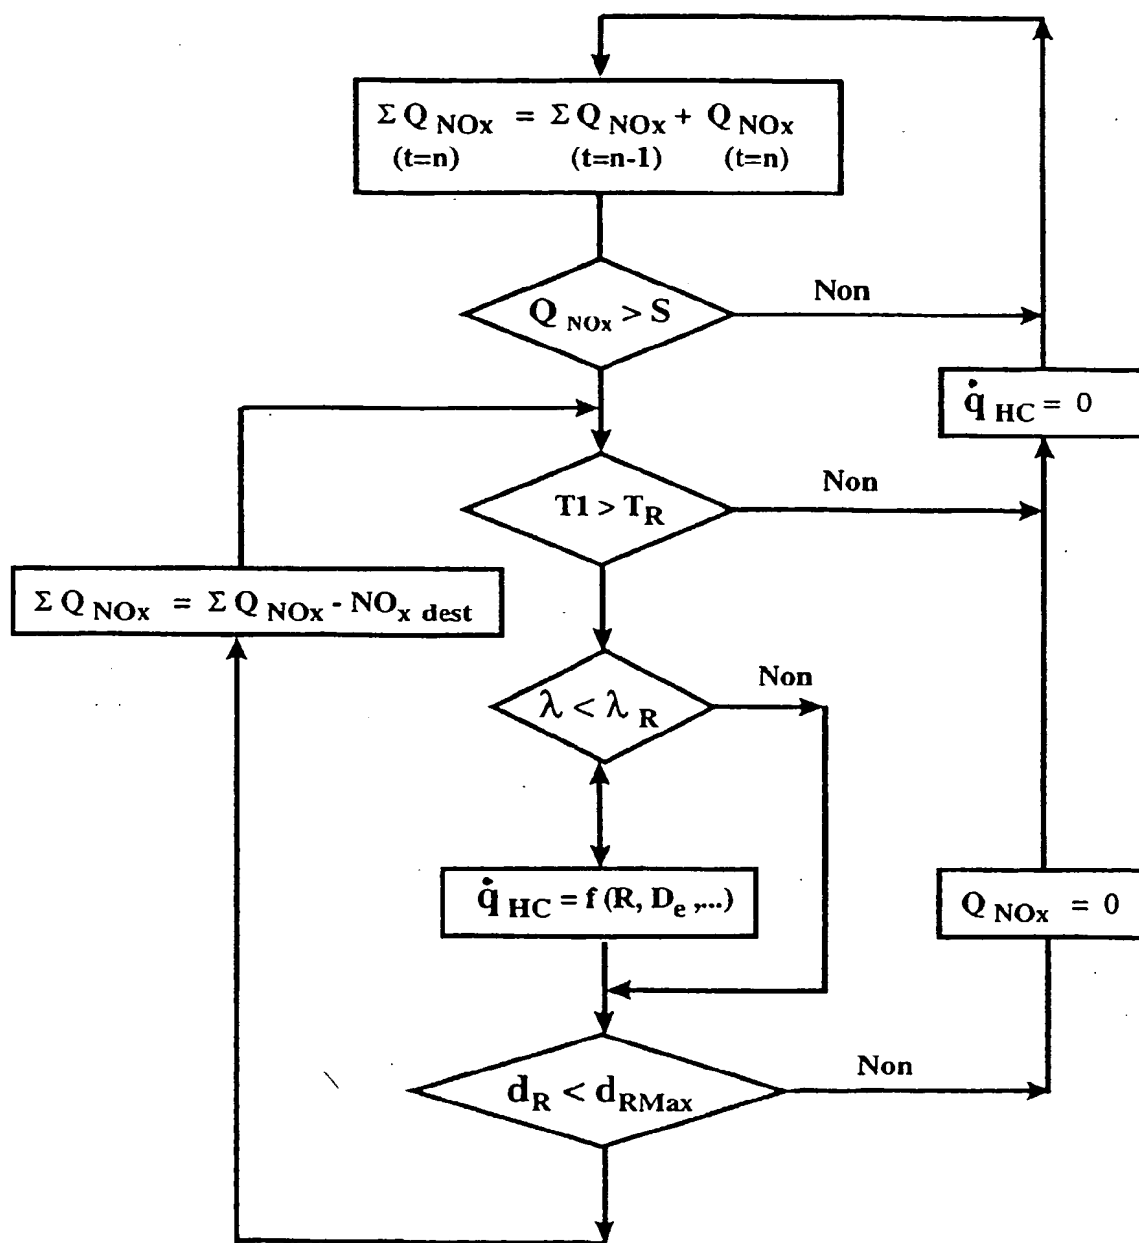 Σ Q NOx = Σ Q NOx + Q NOx
(t=n) (t=n-1) (t=n)
Q NOx > S
Non
q̇ HC = 0
T1 > TR
Non
Σ Q NOx = Σ Q NOx - NOx dest
λ < λ R
Non
q̇ HC = f (R, De ,...)
Q NOx = 0
dR < dRMax
Non